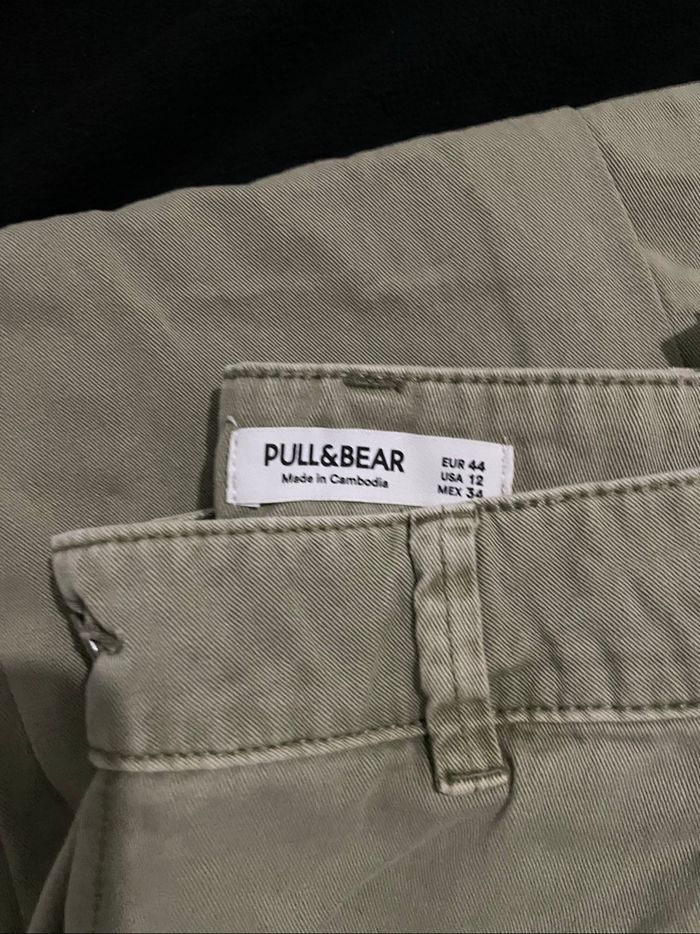 PULL&BEAR
Made in Cambodia
EUR 44
USA 12
MEX 34